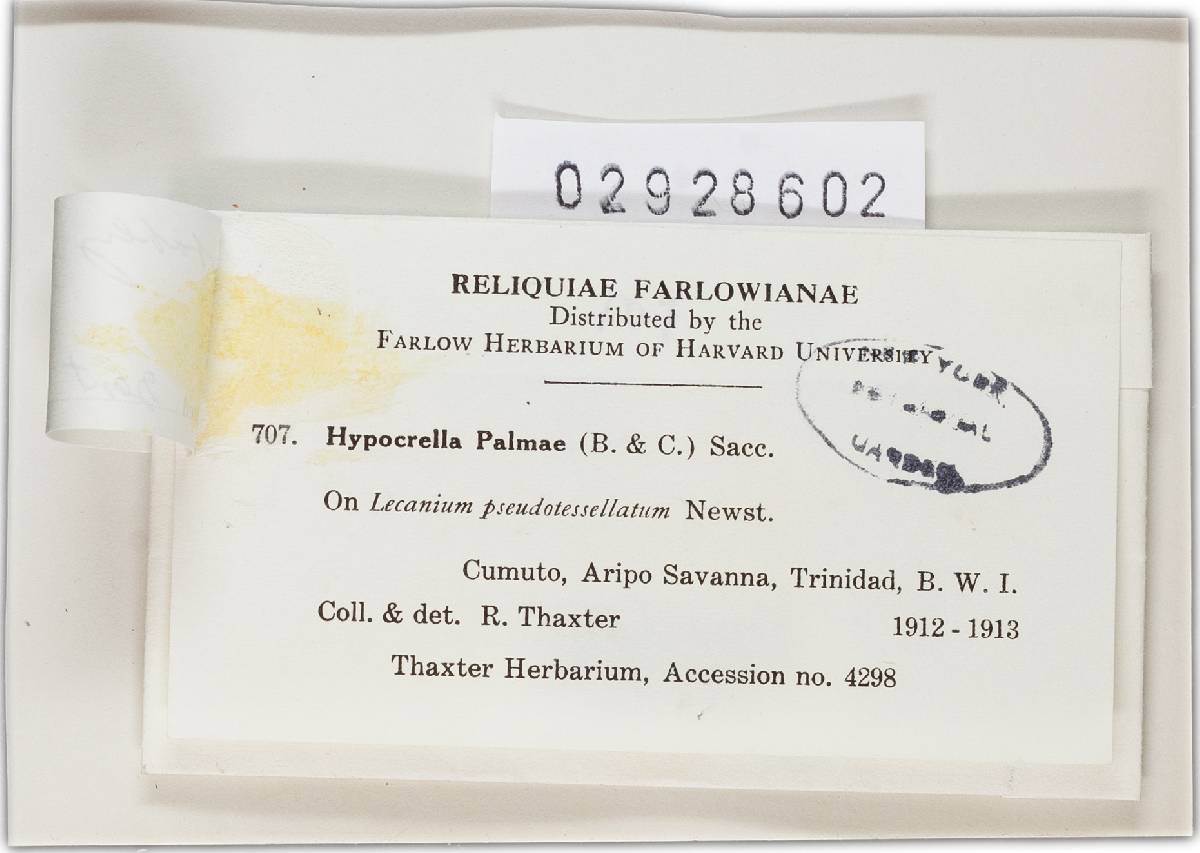 02928602
RELIQUIAE FARLOWIANAE
Distributed by the
FARLOW HERBARIUM OF HARVARD UNIVERSITY
707. Hypocrella Palmae (B. & C.) Sacc.
On Lecanium pseudotessellatum Newst.
Cumuto, Aripo Savanna, Trinidad, B. W. I.
Coll. & det. R. Thaxter 1912 - 1913
Thaxter Herbarium, Accession no. 4298